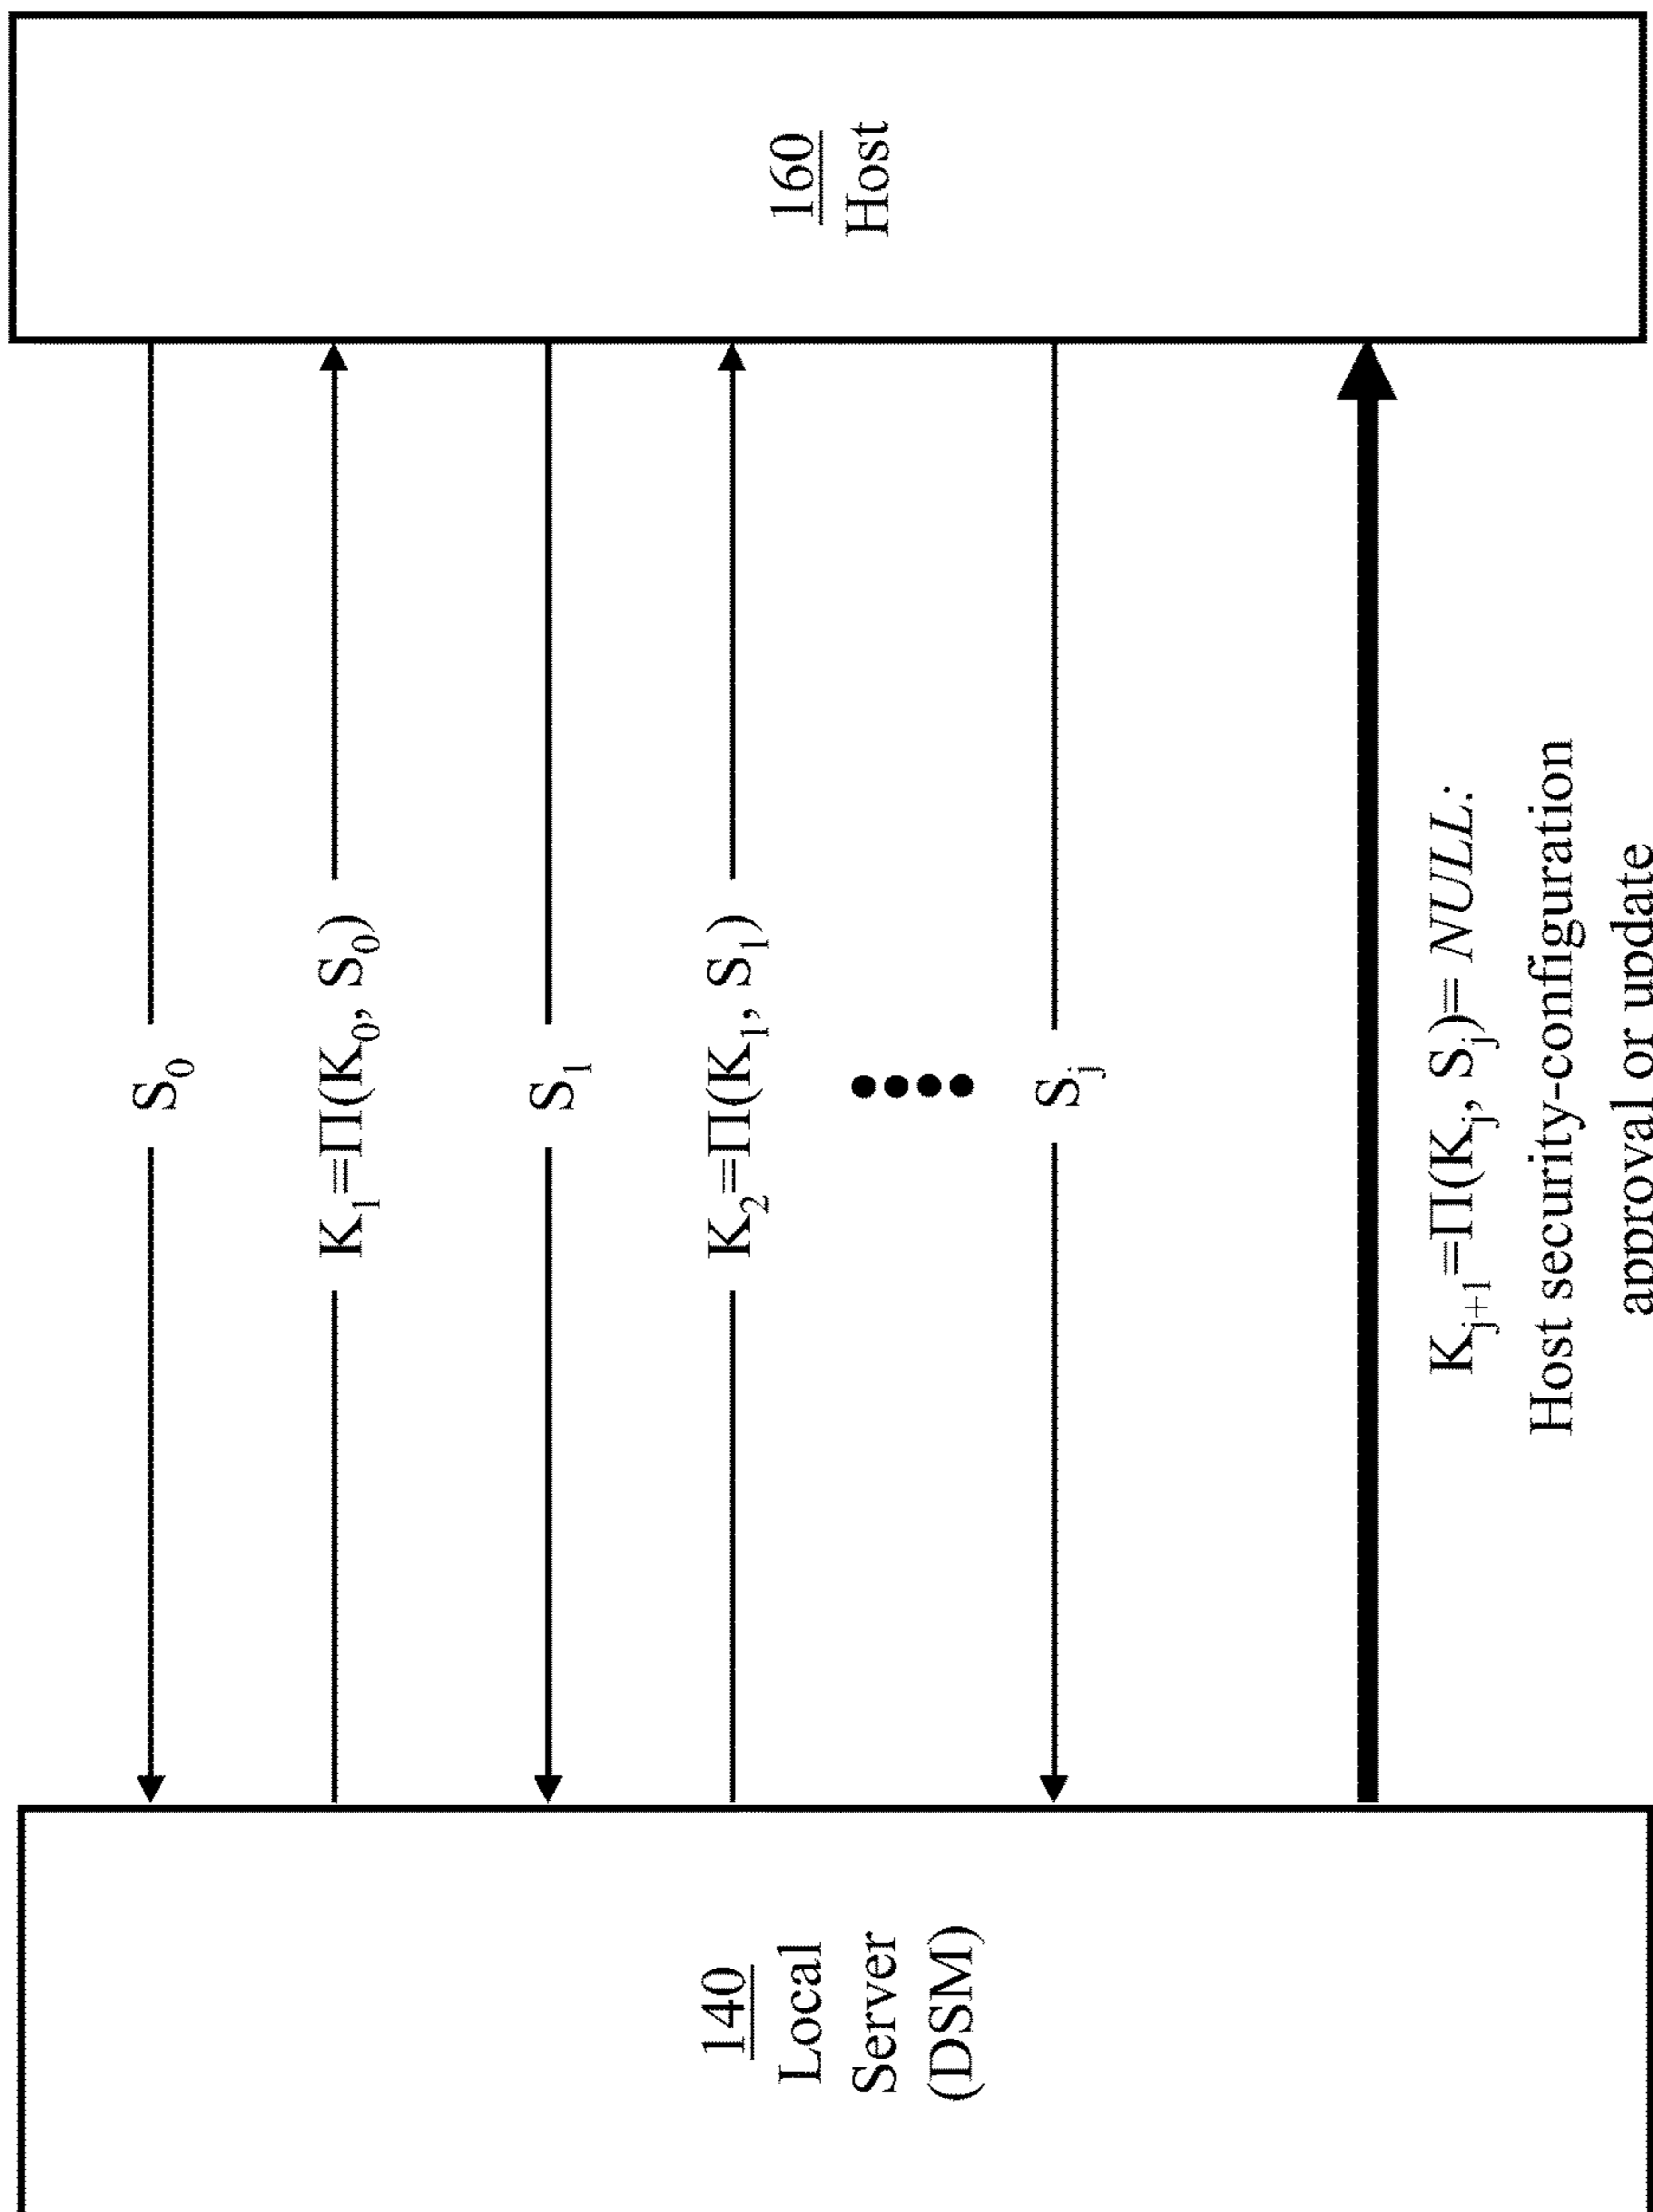 140
Local
Server
(DSM)
S₀
K₁=Π(K₀, S₀)
S₁
K₂=Π(K₁, S₁)
Sⱼ
Kⱼ₊₁=Π(Kⱼ, Sⱼ)= NULL:
Host security-configuration
approval or update
160
Host